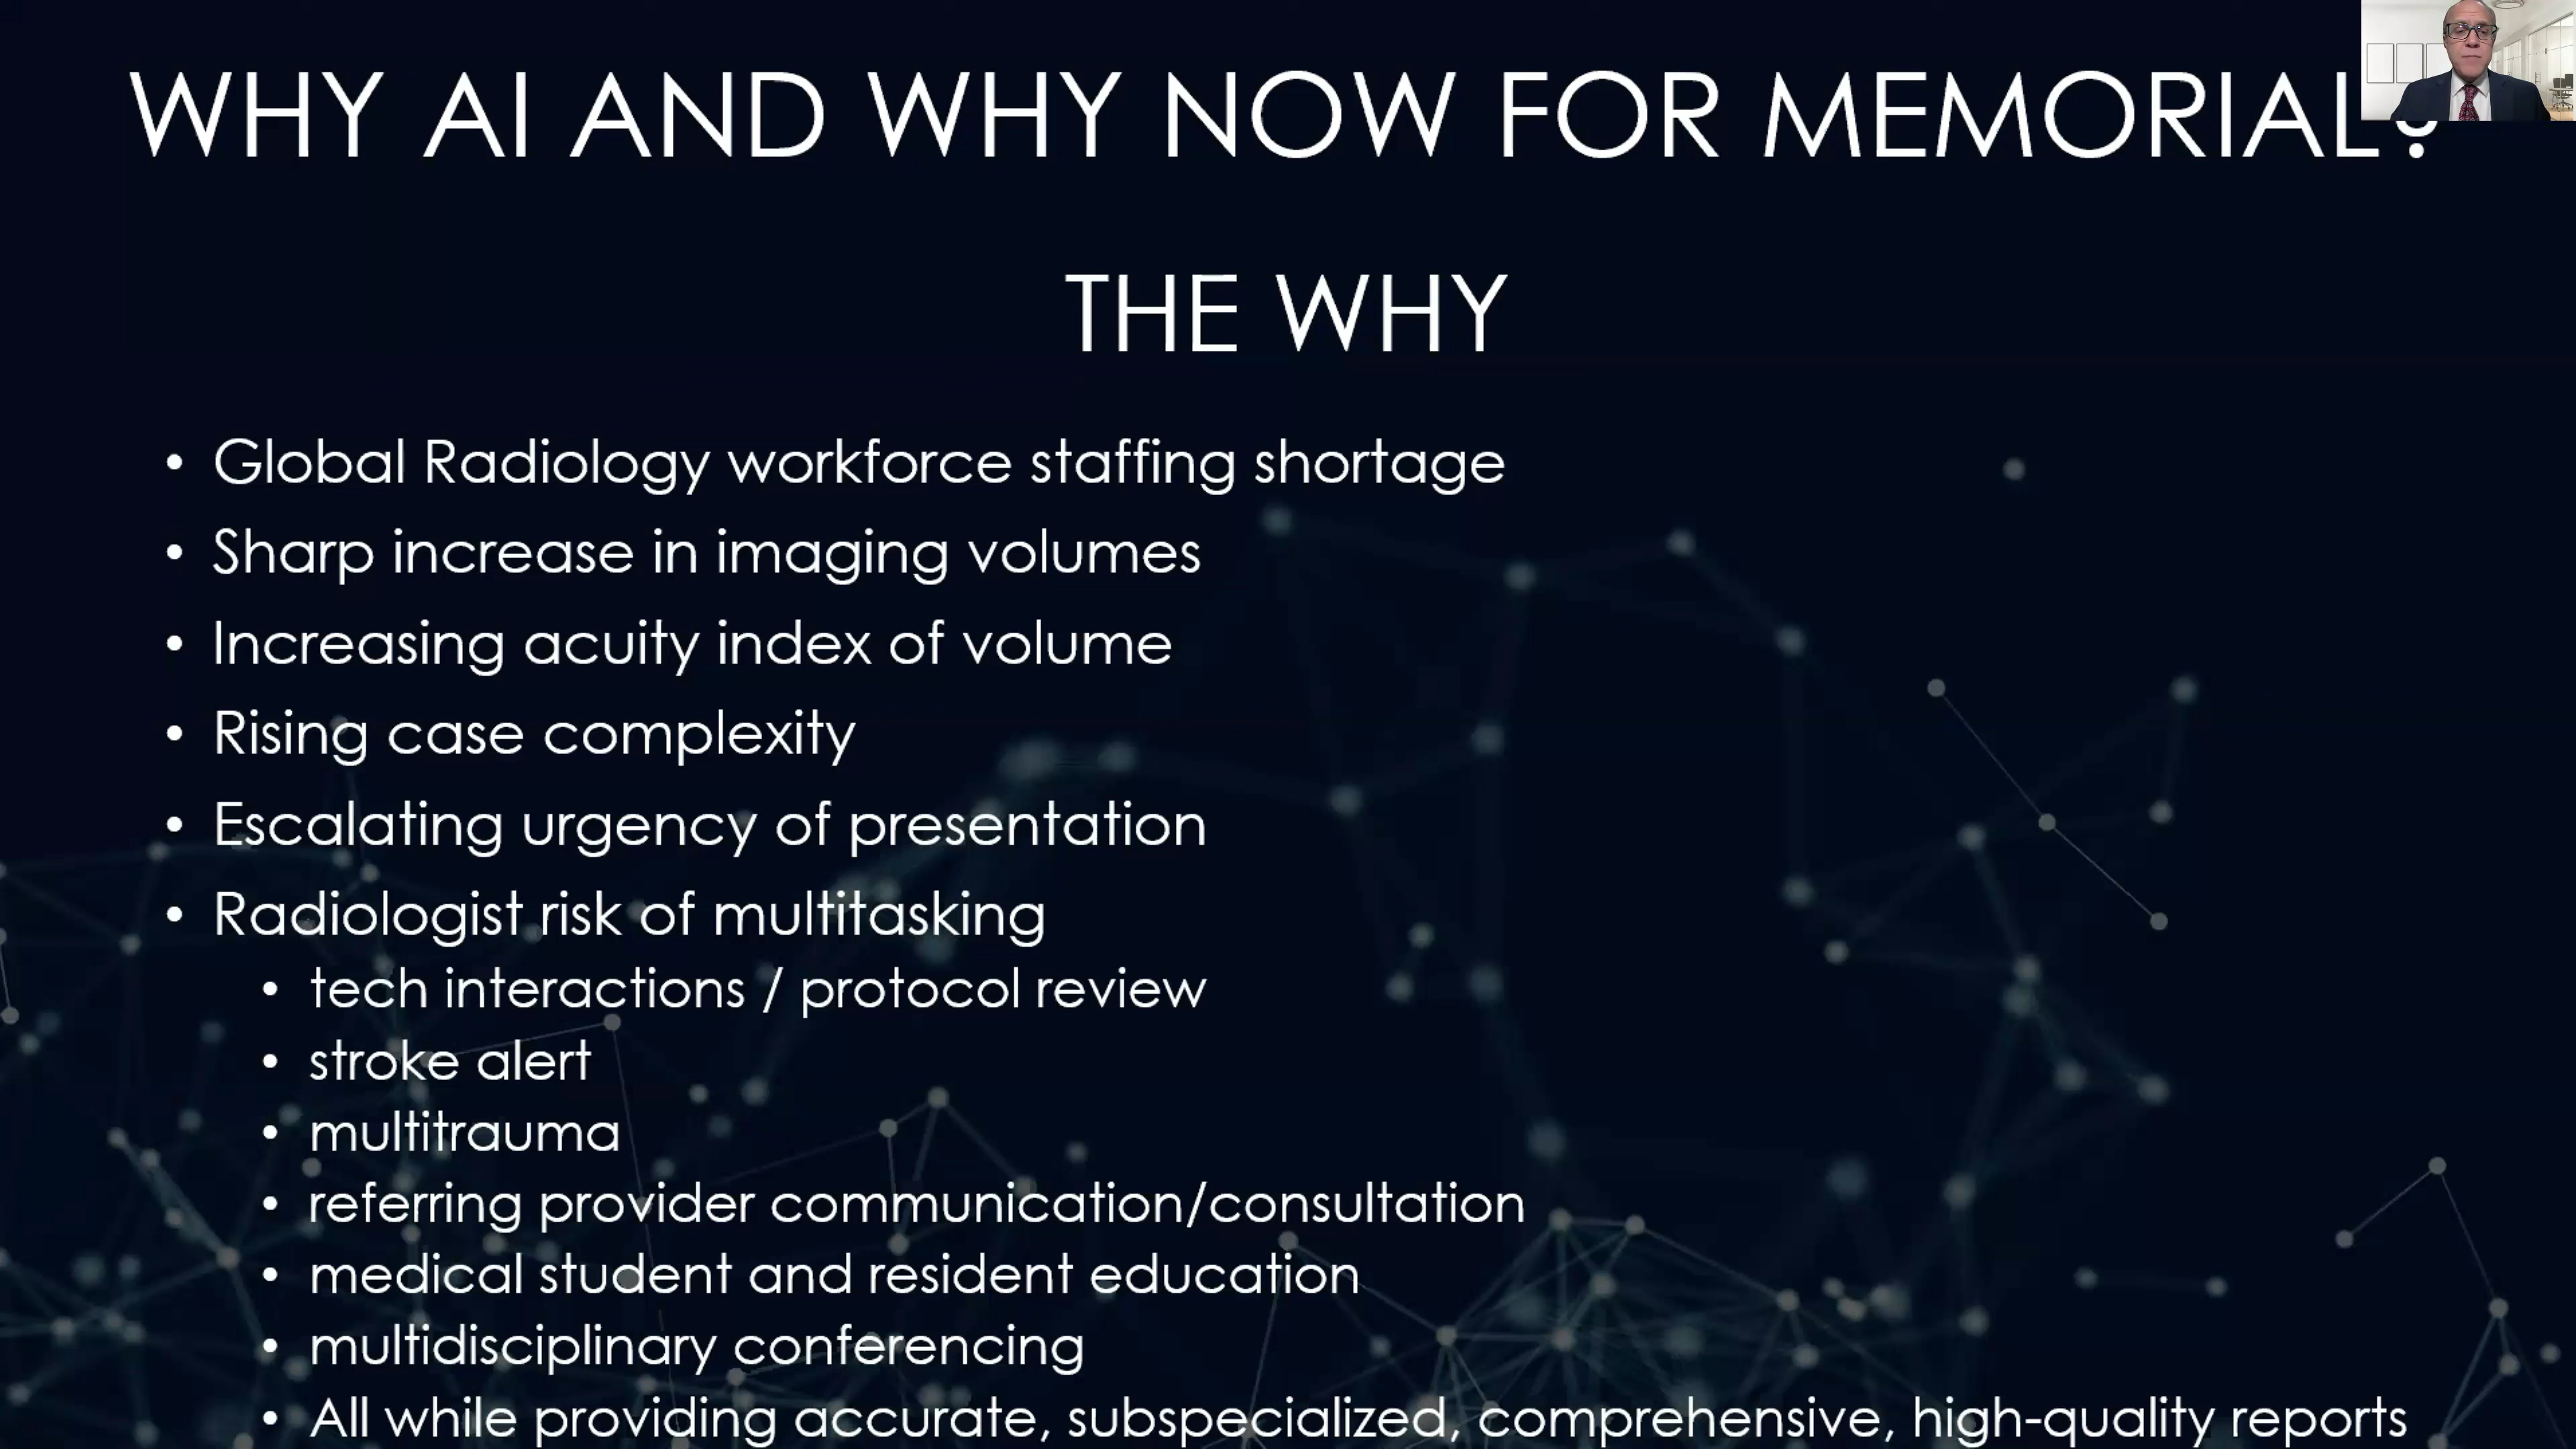 WHY AI AND WHY NOW FOR MEMORIAL?
THE WHY
• Global Radiology workforce staffing shortage
• Sharp increase in imaging volumes
• Increasing acuity index of volume
• Rising case complexity
• Escalating urgency of presentation
• Radiologist risk of multitasking
• tech interactions / protocol review
• stroke alert
• multitrauma
• referring provider communication/consultation
• medical student and resident education
• multidisciplinary conferencing
• All while providing accurate, subspecialized, comprehensive, high-quality reports